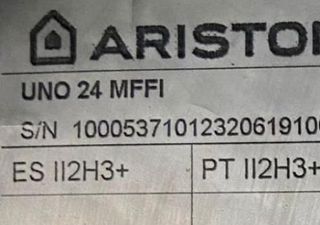 ARISTON
UNO 24 MFFI
S/N 1000537101232061910
ES II2H3+
PT II2H3+